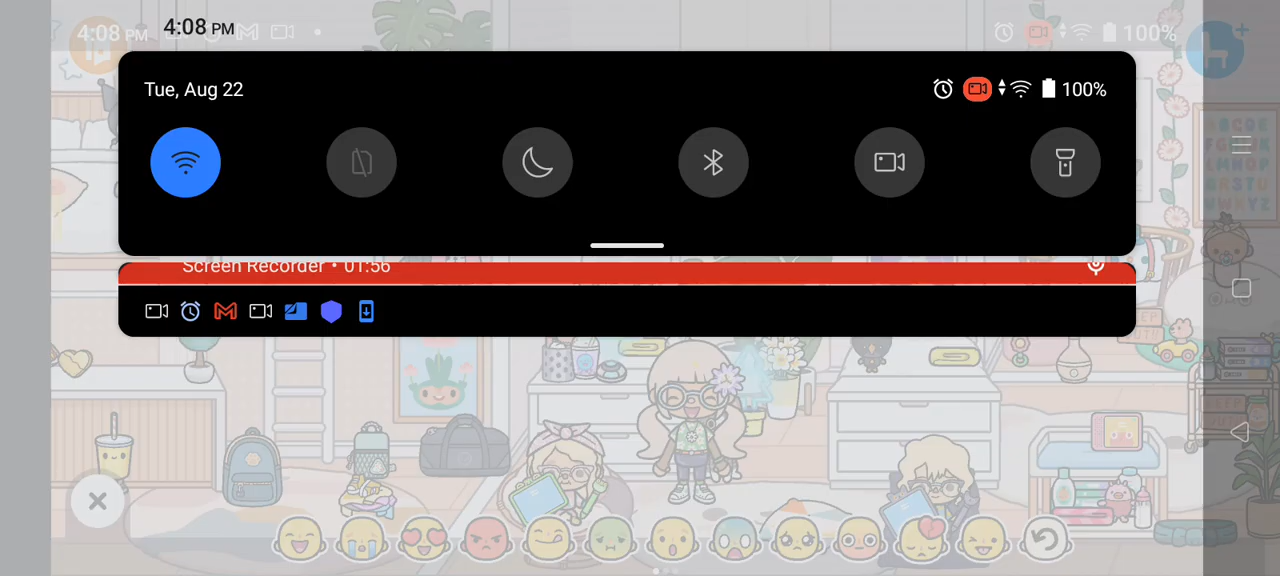 4:08 PM 4:08 PM 100%
Tue, Aug 22 100%
Screen Recorder • 01:56